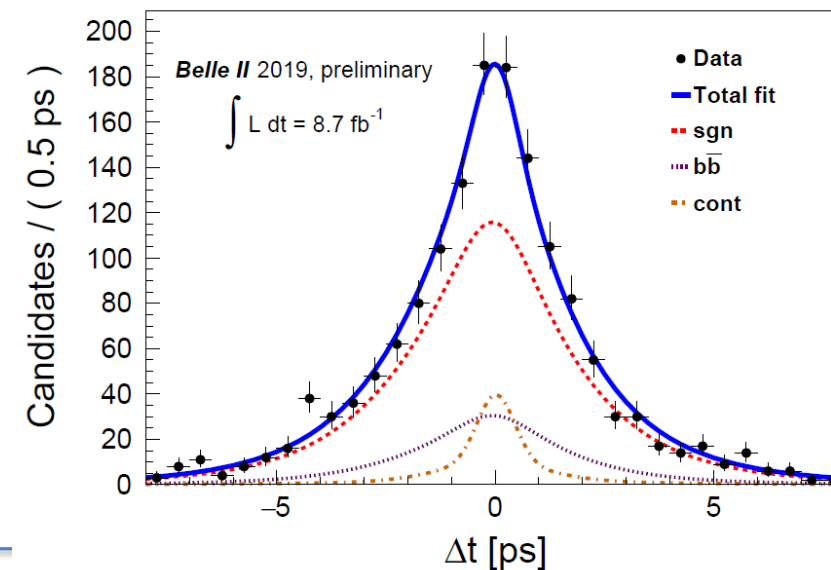 Candidates / ( 0.5 ps )
200
180
160
140
120
100
80
60
40
20
0
Belle II 2019, preliminary
∫ L dt = 8.7 fb⁻¹
Data
Total fit
sgn
bb̅
cont
−5
0
5
Δt [ps]